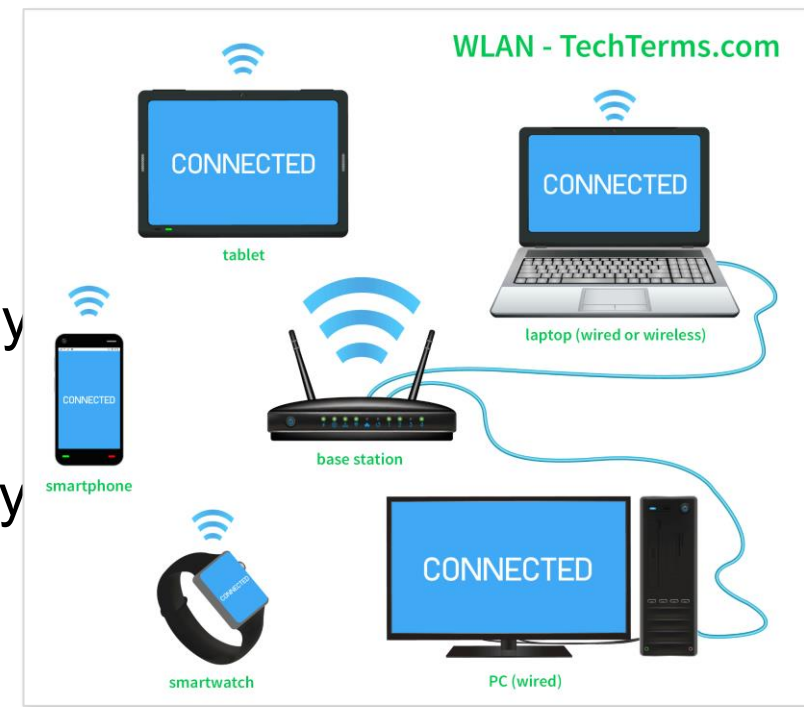 WLAN - TechTerms.com
CONNECTED
CONNECTED
tablet
y
laptop (wired or wireless)
CONNECTED
base station
smartphone
y
CONNECTED
CONNECTED
smartwatch
PC (wired)